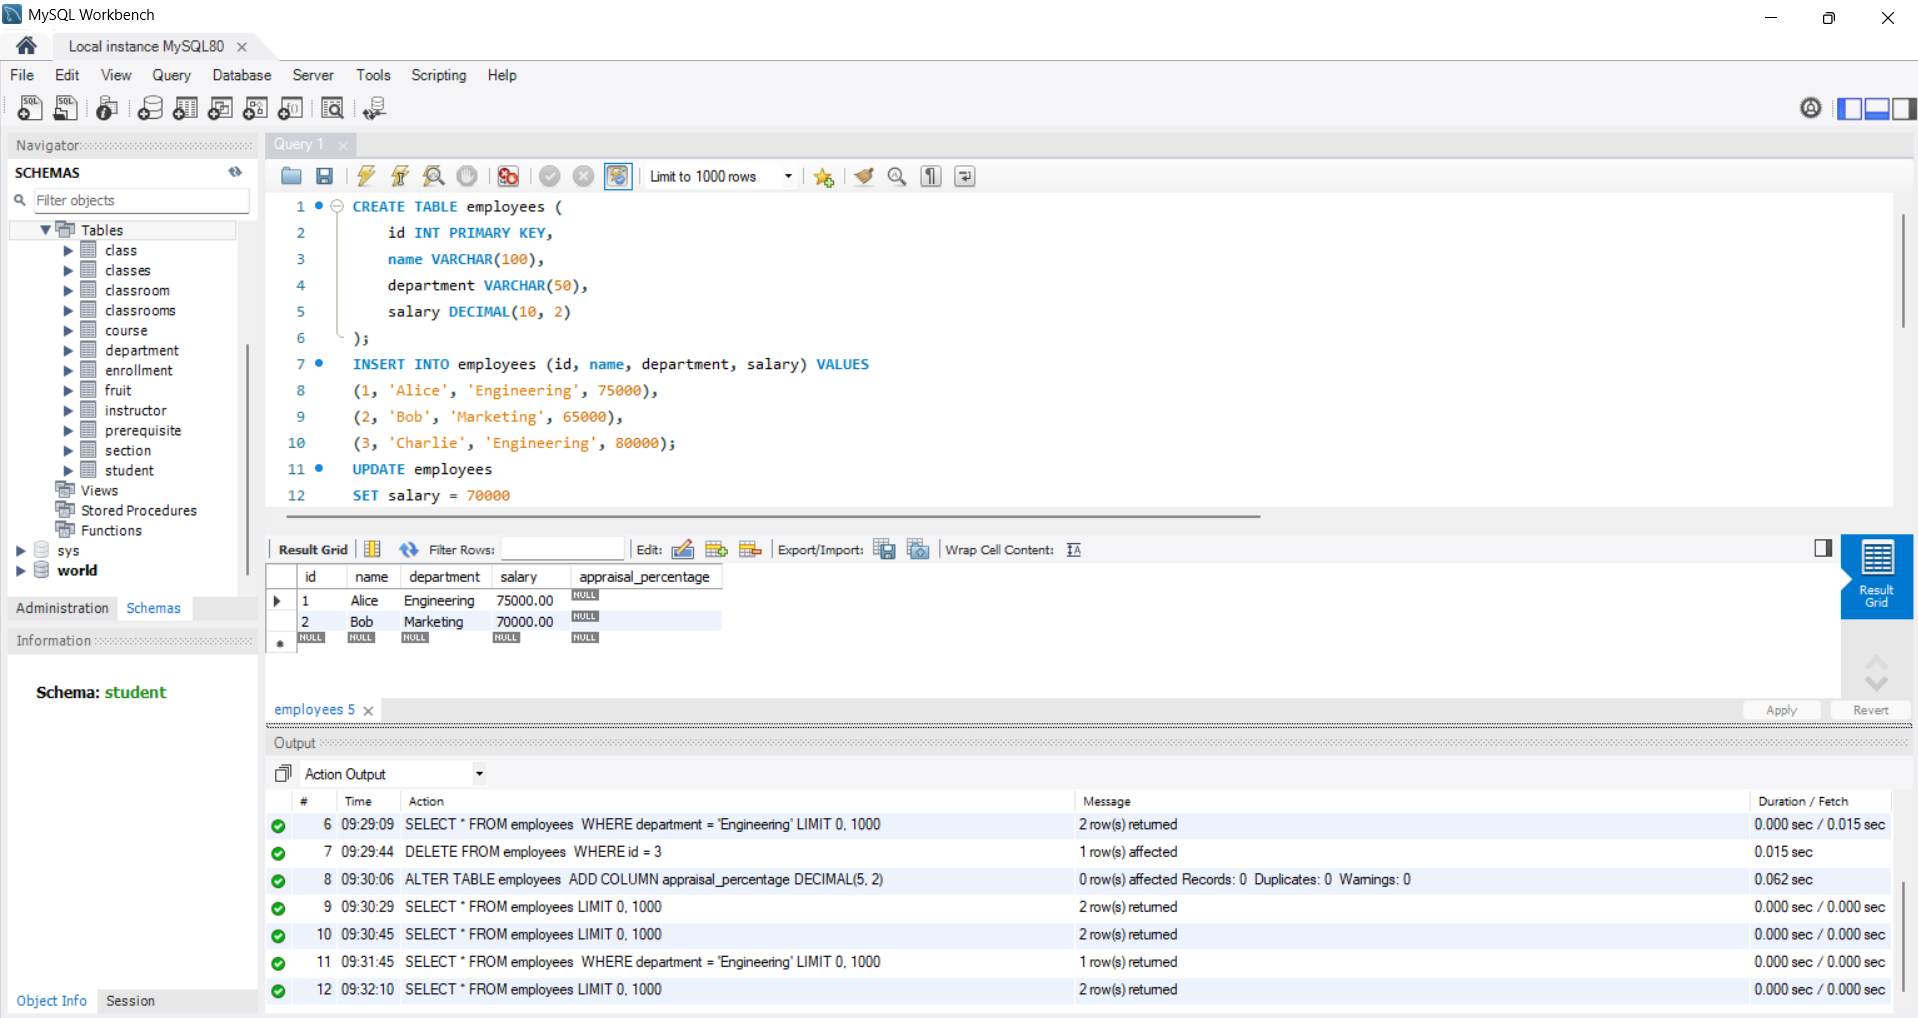 MySQL Workbench
Local instance MySQL80
File Edit View Query Database Server Tools Scripting Help
Navigator
SCHEMAS
Filter objects
Tables
class
classes
classroom
classrooms
course
department
enrollment
fruit
instructor
prerequisite
section
student
Views
Stored Procedures
Functions
sys
world
Administration Schemas
Information
Schema: student
Object Info Session
Query 1
Limit to 1000 rows
1 CREATE TABLE employees (
2 id INT PRIMARY KEY,
3 name VARCHAR(100),
4 department VARCHAR(50),
5 salary DECIMAL(10, 2)
6 );
7 INSERT INTO employees (id, name, department, salary) VALUES
8 (1, 'Alice', 'Engineering', 75000),
9 (2, 'Bob', 'Marketing', 65000),
10 (3, 'Charlie', 'Engineering', 80000);
11 UPDATE employees
12 SET salary = 70000
Result Grid Filter Rows: Edit: Export/Import: Wrap Cell Content:
id name department salary appraisal_percentage
1 Alice Engineering 75000.00 NULL
2 Bob Marketing 70000.00 NULL
NULL NULL NULL NULL NULL
Result
Grid
employees 5
Apply Revert
Output
Action Output
# Time Action Message Duration / Fetch
6 09:29:09 SELECT * FROM employees WHERE department = 'Engineering' LIMIT 0, 1000 2 row(s) returned 0.000 sec / 0.015 sec
7 09:29:44 DELETE FROM employees WHERE id = 3 1 row(s) affected 0.015 sec
8 09:30:06 ALTER TABLE employees ADD COLUMN appraisal_percentage DECIMAL(5, 2) 0 row(s) affected Records: 0 Duplicates: 0 Warnings: 0 0.062 sec
9 09:30:29 SELECT * FROM employees LIMIT 0, 1000 2 row(s) returned 0.000 sec / 0.000 sec
10 09:30:45 SELECT * FROM employees LIMIT 0, 1000 2 row(s) returned 0.000 sec / 0.000 sec
11 09:31:45 SELECT * FROM employees WHERE department = 'Engineering' LIMIT 0, 1000 1 row(s) returned 0.000 sec / 0.000 sec
12 09:32:10 SELECT * FROM employees LIMIT 0, 1000 2 row(s) returned 0.000 sec / 0.000 sec